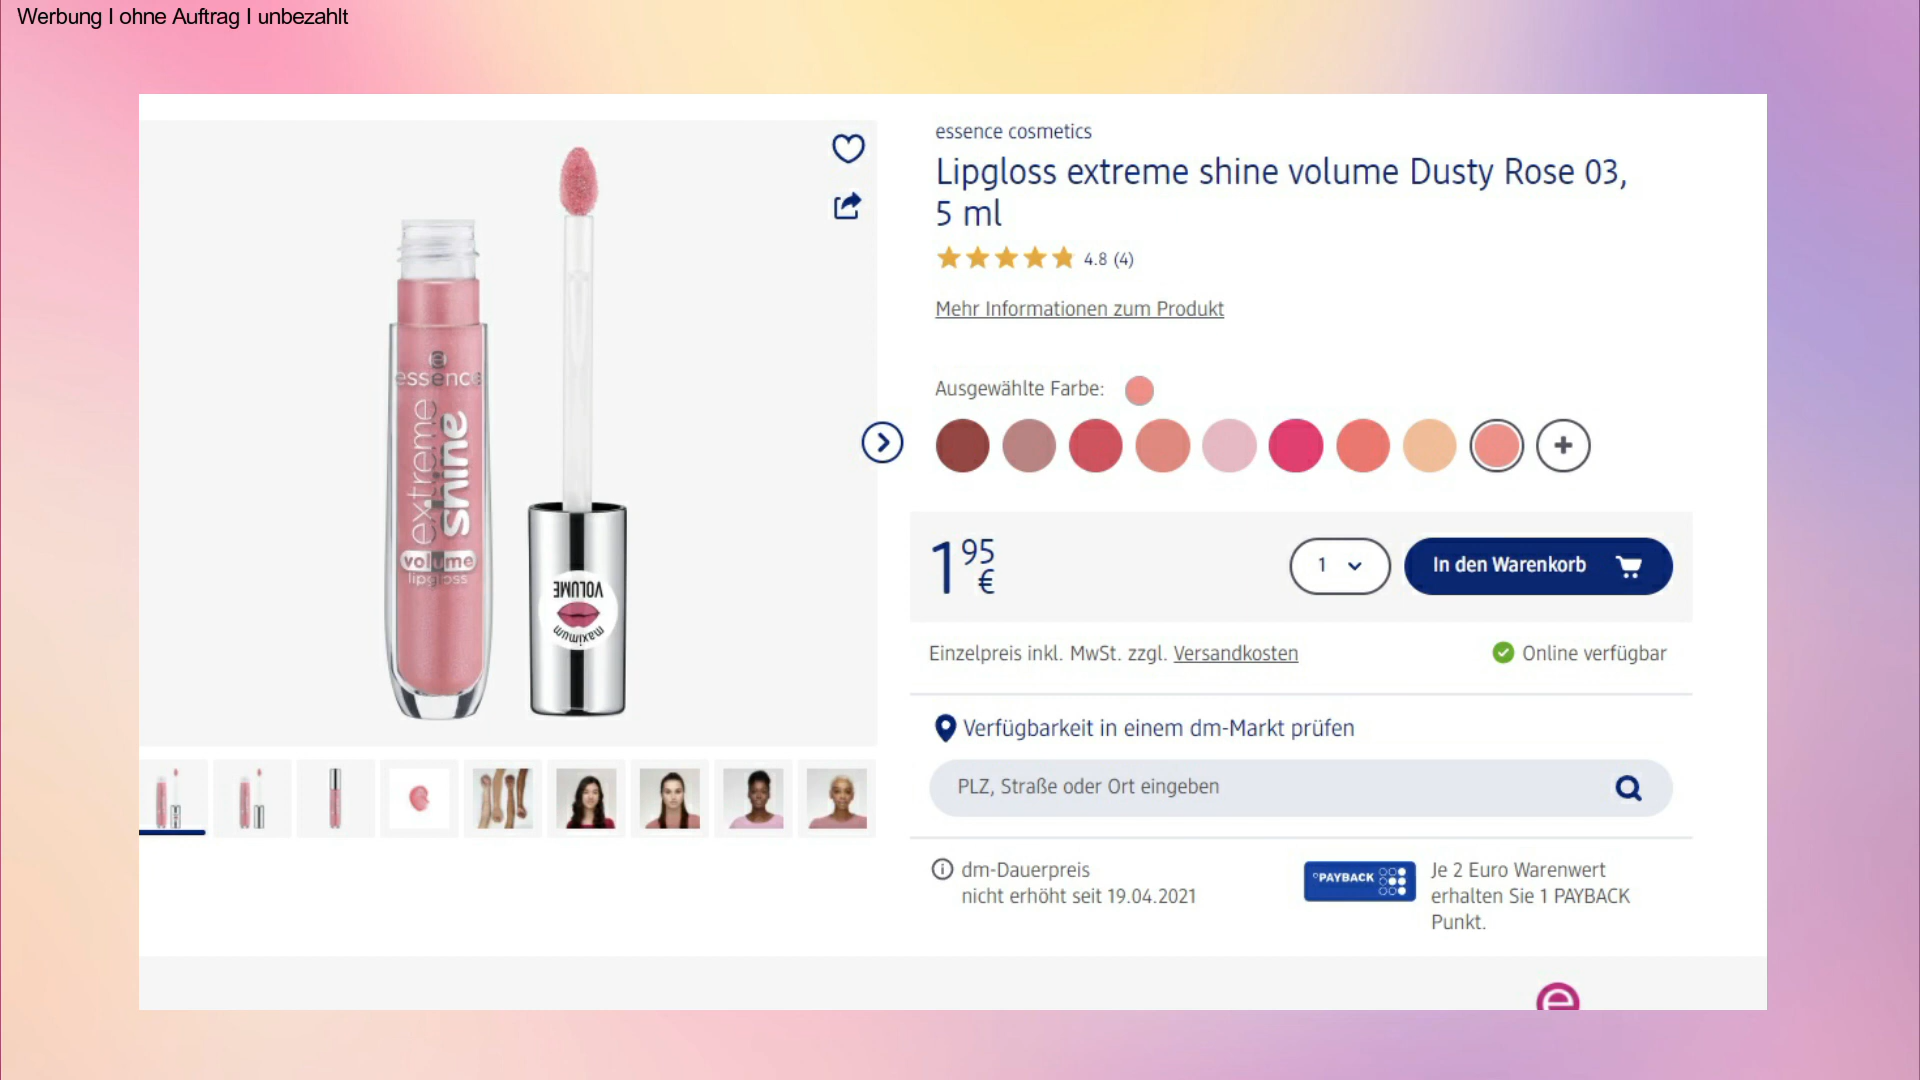 Werbung I ohne Auftrag I unbezahlt
essence cosmetics
Lipgloss extreme shine volume Dusty Rose 03,
5 ml
4.8 (4)
Mehr Informationen zum Produkt
Ausgewählte Farbe:
1 95 €
1
In den Warenkorb
Einzelpreis inkl. MwSt. zzgl. Versandkosten
Online verfügbar
Verfügbarkeit in einem dm-Markt prüfen
PLZ, Straße oder Ort eingeben
dm-Dauerpreis
nicht erhöht seit 19.04.2021
°PAYBACK
Je 2 Euro Warenwert
erhalten Sie 1 PAYBACK
Punkt.
essence
extreme
shine
volume
lipgloss
maximum
VOLUME